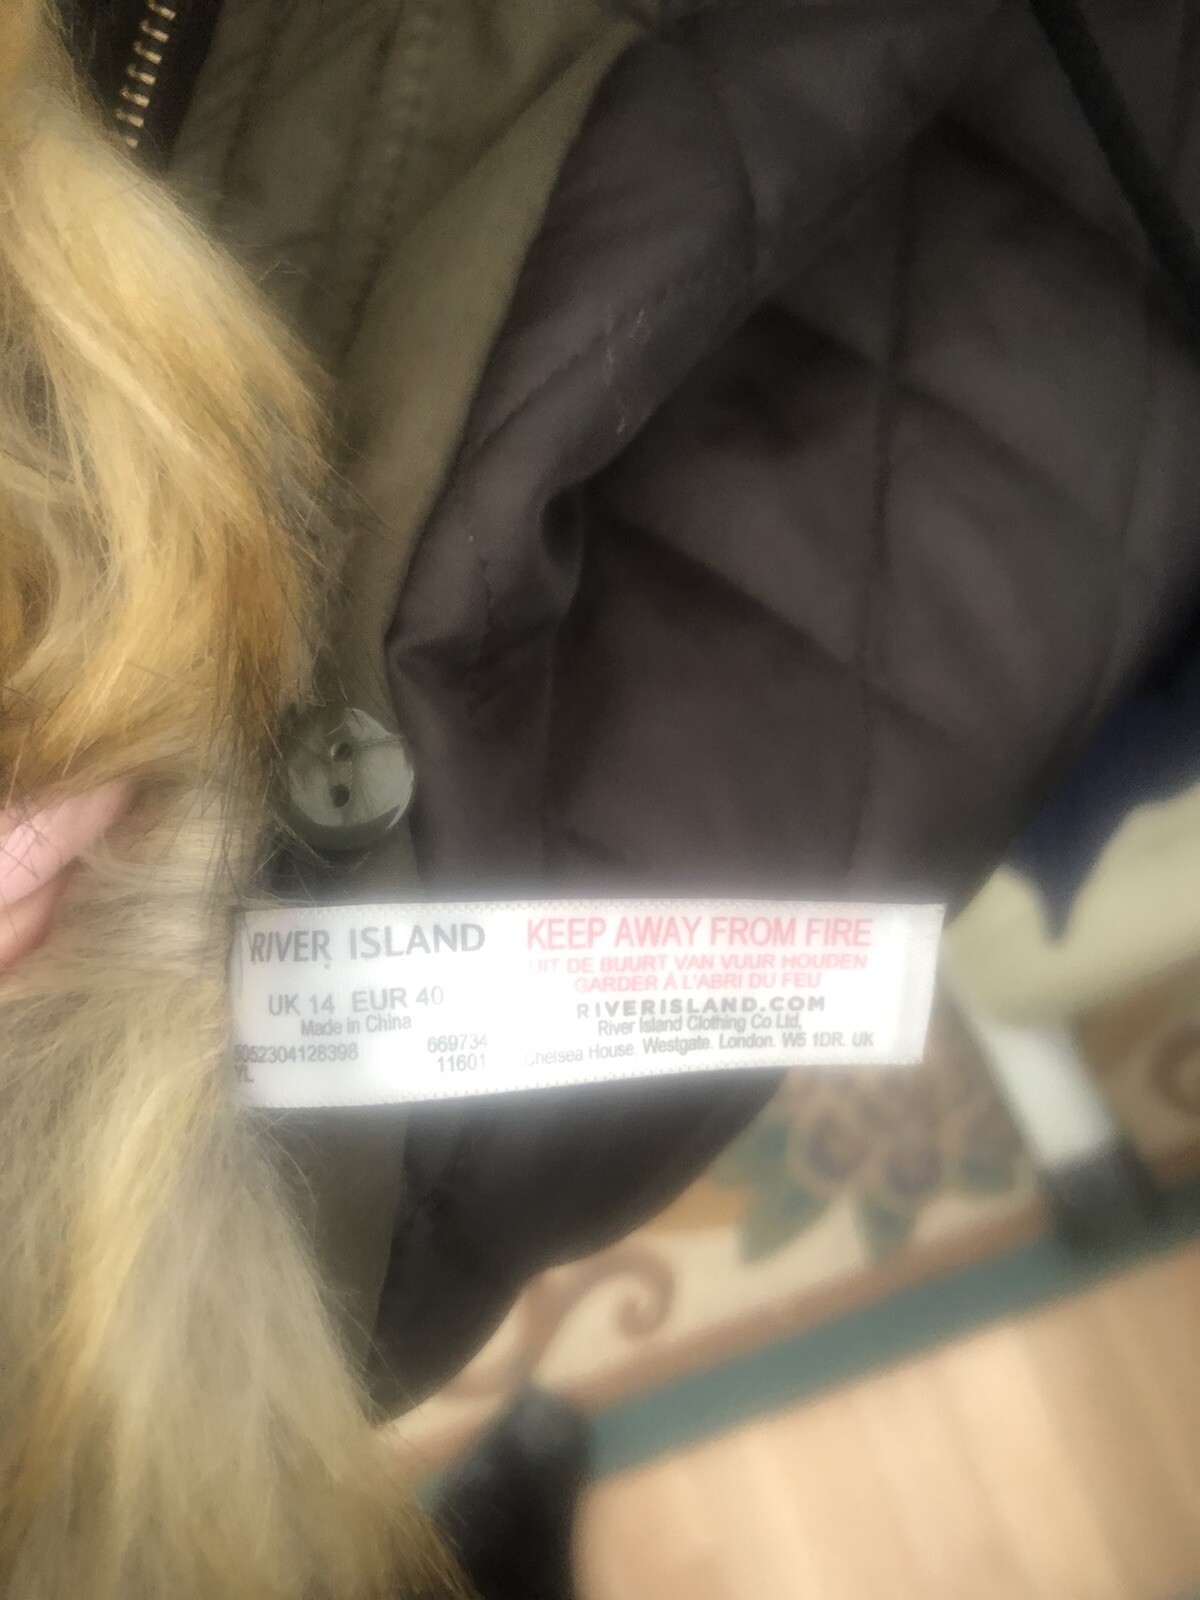 RIVER ISLAND
UK 14 EUR 40
Made in China
5052304128398
YL
669734
11601
KEEP AWAY FROM FIRE
UIT DE BUURT VAN VUUR HOUDEN
GARDER À L'ABRI DU FEU
RIVERISLAND.COM
River Island Clothing Co Ltd,
Chelsea House, Westgate. London. W5 1DR. UK